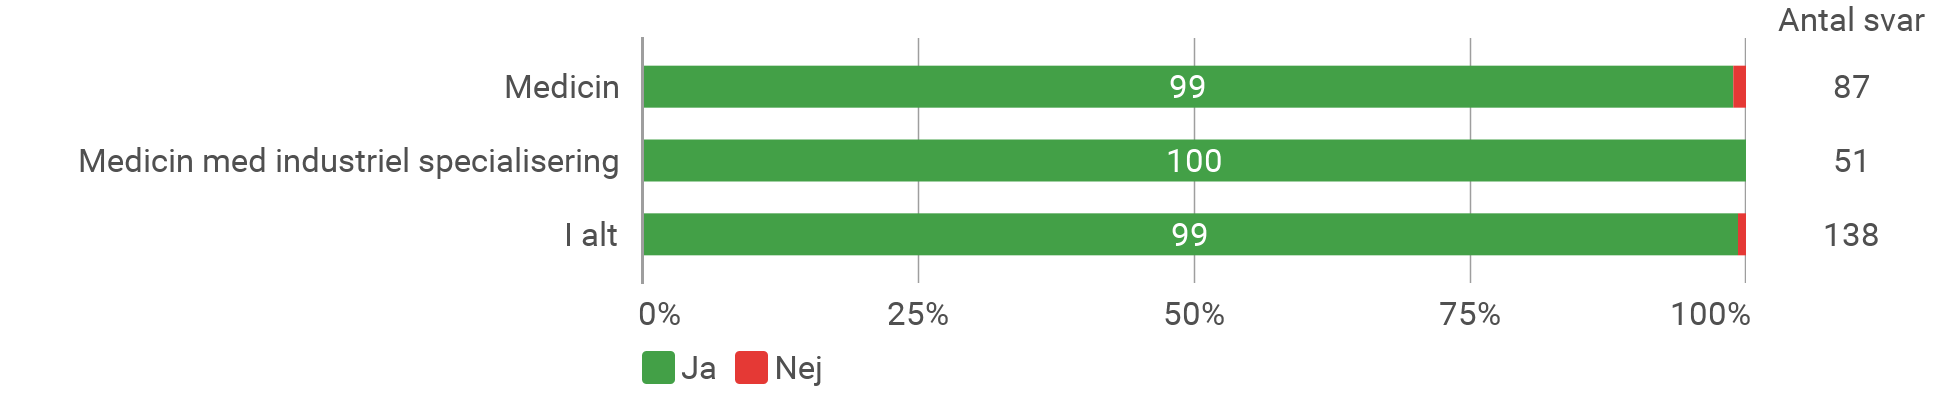 Antal svar
Medicin 99 87
Medicin med industriel specialisering 100 51
I alt 99 138
0% 25% 50% 75% 100%
Ja Nej